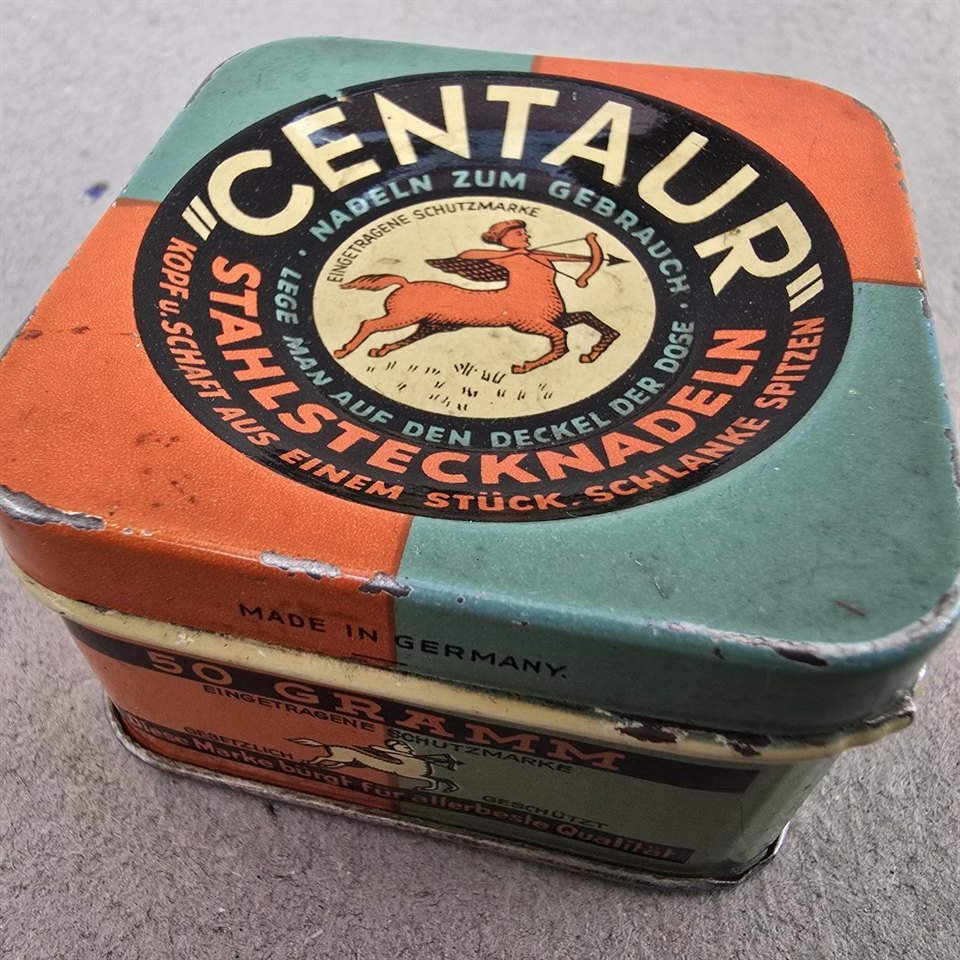 "CENTAUR"
· NADELN ZUM GEBRAUCH ·
LEGE MAN AUF DEN DECKEL DER DOSE
EINGETRAGENE SCHUTZMARKE
STAHLSTECKNADELN
KOPF u. SCHAFT AUS EINEM STÜCK. SCHLANKE SPITZEN
MADE IN GERMANY.
50 GRAMM
EINGETRAGENE SCHUTZMARKE
GESETZLICH GESCHÜTZT
Diese Marke bürgt für allerbeste Qualität